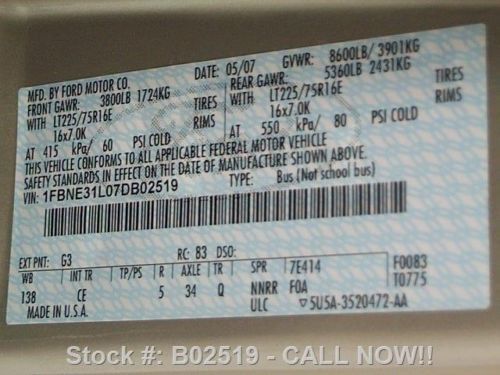 MFD. BY FORD MOTOR CO.
DATE: 05/07
GVWR: 8600LB/ 3901KG
FRONT GAWR: 3800LB 1724KG
REAR GAWR: 5360LB 2431KG
WITH LT225/75R16E TIRES
16x7.0K RIMS
AT 415 kPa/ 60 PSI COLD
WITH LT225/75R16E TIRES
16x7.0K RIMS
AT 550 kPa/ 80 PSI COLD
THIS VEHICLE CONFORMS TO ALL APPLICABLE FEDERAL MOTOR VEHICLE
SAFETY STANDARDS IN EFFECT ON THE DATE OF MANUFACTURE SHOWN ABOVE.
VIN: 1FBNE31L07DB02519
TYPE: Bus (Not school bus)
EXT PNT: G3 RC: 83 DSO:
WB INT TR TP/PS R AXLE TR SPR 7E414 F0083
T0775
138 CE 5 34 Q NNRR FOA
MADE IN U.S.A. ULC ▽5U5A-3520472-AA
Stock #: B02519 - CALL NOW!!